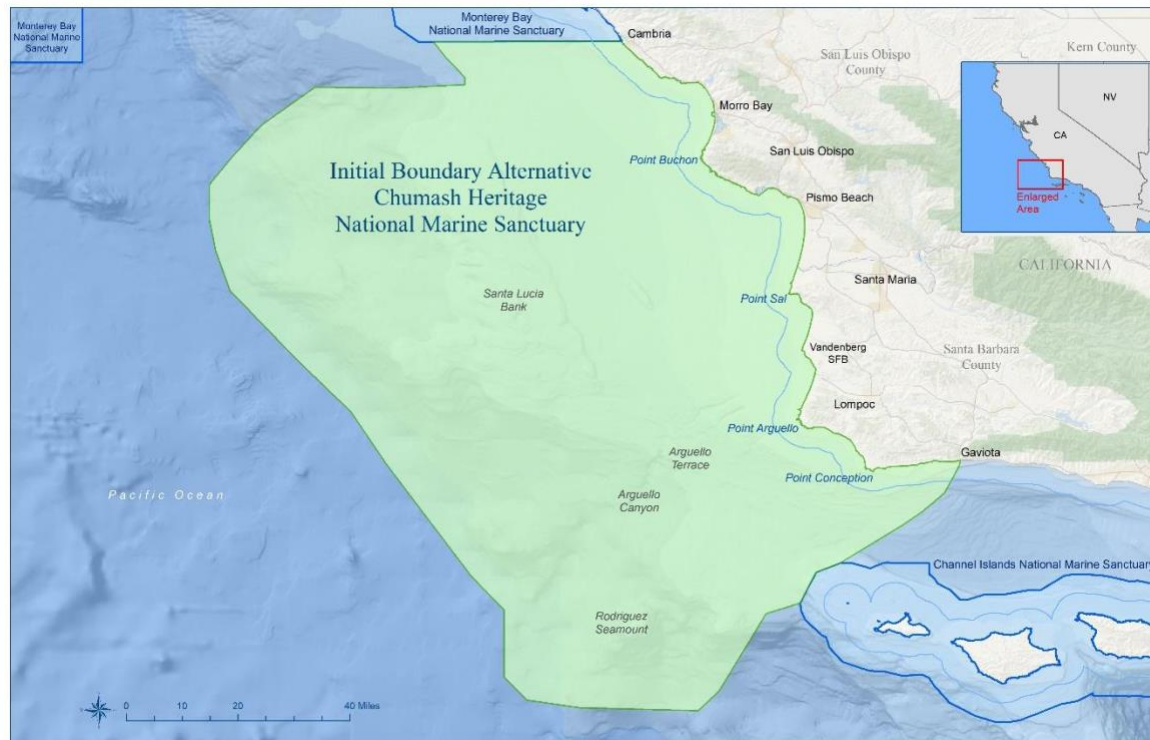 Monterey Bay
National Marine
Sanctuary
Monterey Bay
National Marine Sanctuary
Cambria
San Luis Obispo
County
Kern County
NV
CA
Enlarged
Area
Morro Bay
San Luis Obispo
Point Buchon
Pismo Beach
Initial Boundary Alternative
Chumash Heritage
National Marine Sanctuary
CALIFORNIA
Santa Maria
Santa Lucia
Bank
Point Sal
Vandenberg
SFB
Santa Barbara
County
Lompoc
Point Arguello
Arguello
Terrace
Gaviota
Point Conception
Pacific Ocean
Arguello
Canyon
Channel Islands National Marine Sanctuary
Rodriguez
Seamount
0 20 40 Miles